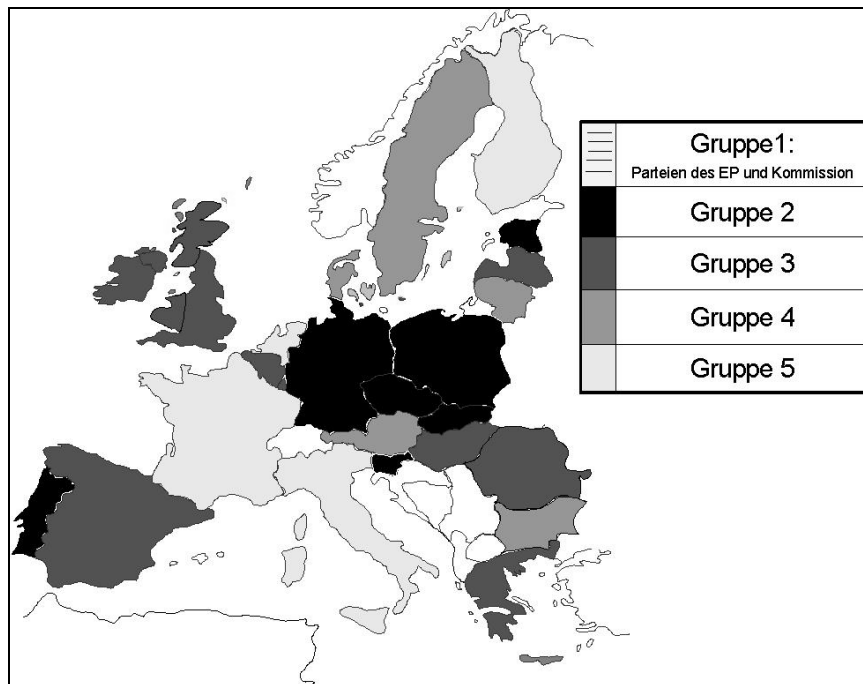 Gruppe1:
Parteien des EP und Kommission
Gruppe 2
Gruppe 3
Gruppe 4
Gruppe 5